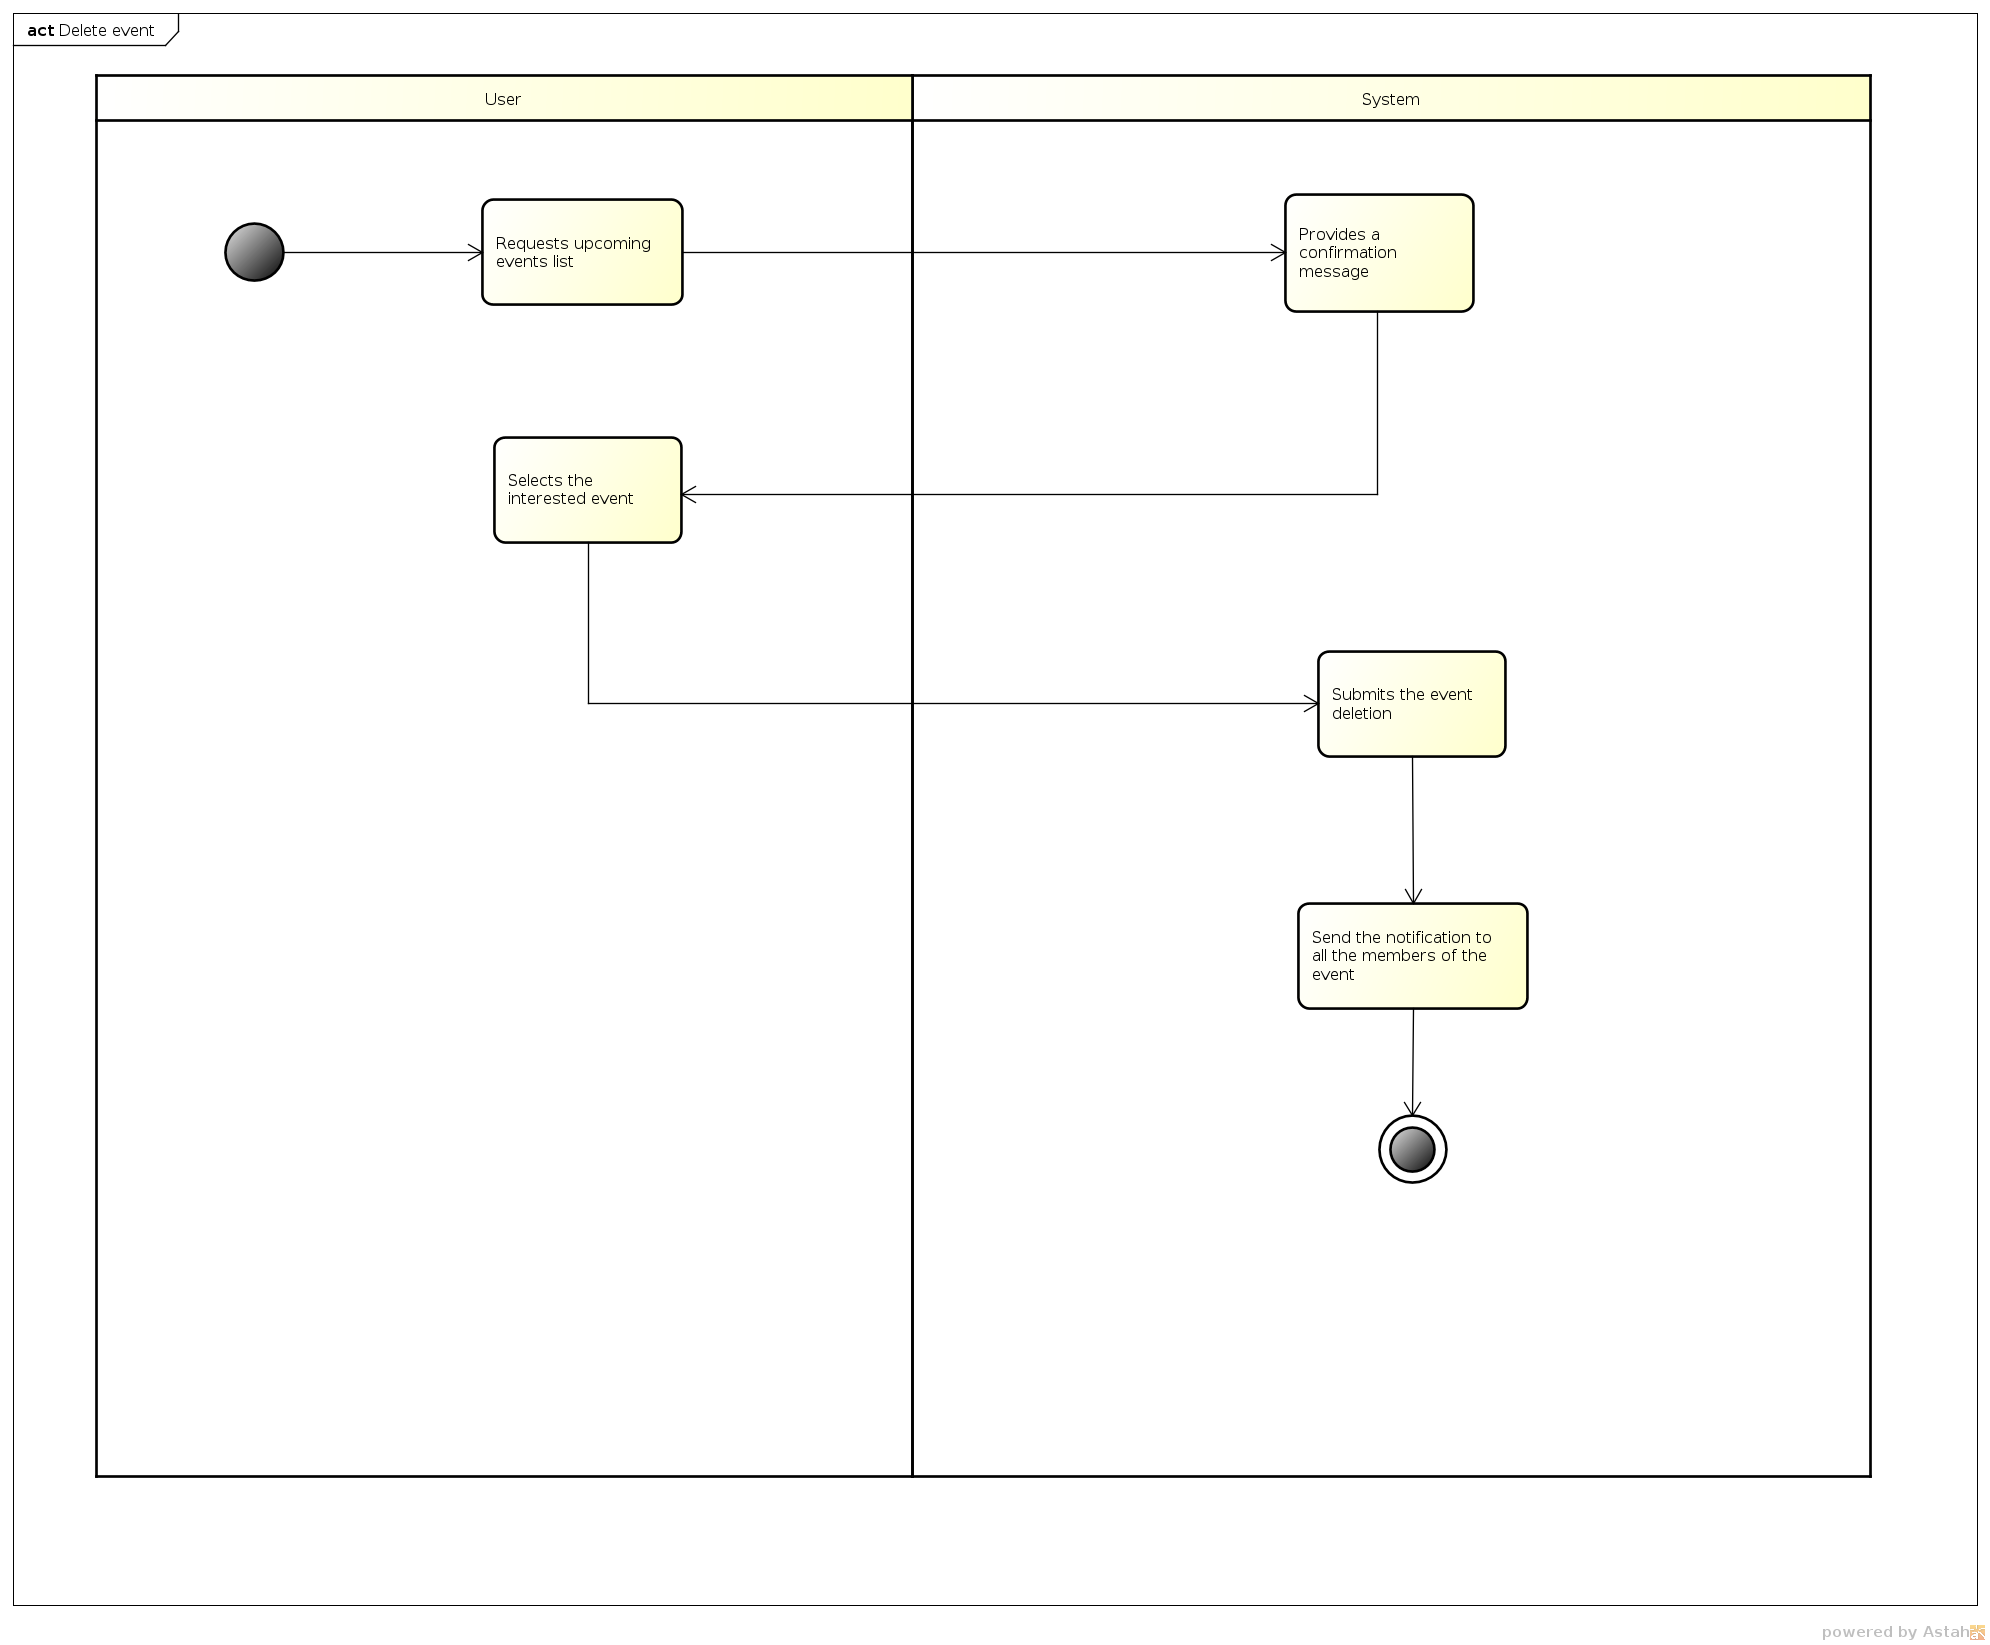 act Delete event
User
System
Requests upcoming
events list
Provides a
confirmation
message
Selects the
interested event
Submits the event
deletion
Send the notification to
all the members of the
event
powered by Astah